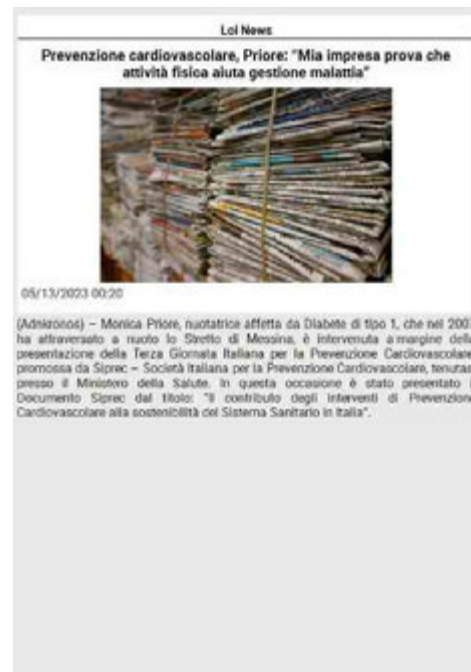 Lol News
Prevenzione cardiovascolare, Priore: "Mia impresa prova che
attività fisica aiuta gestione malattia"
05/13/2023 00:20
(Adnkronos) – Monica Priore, nuotatrice affetta da Diabete di tipo 1, che nel
ha attraversato a nuoto lo Stretto di Messina, è intervenuta a margine della
presentazione della Terza Giornata Italiana per la Prevenzione Cardiovascolare
promossa da Siprec – Società Italiana per la Prevenzione Cardiovascolare, tenutas
presso il Ministero della Salute. In questa occasione è stato presentato
Documento Siprec dal titolo: "Il contributo degli interventi di Prevenzione
Cardiovascolare alla sostenibilità del Sistema Sanitario in Italia".